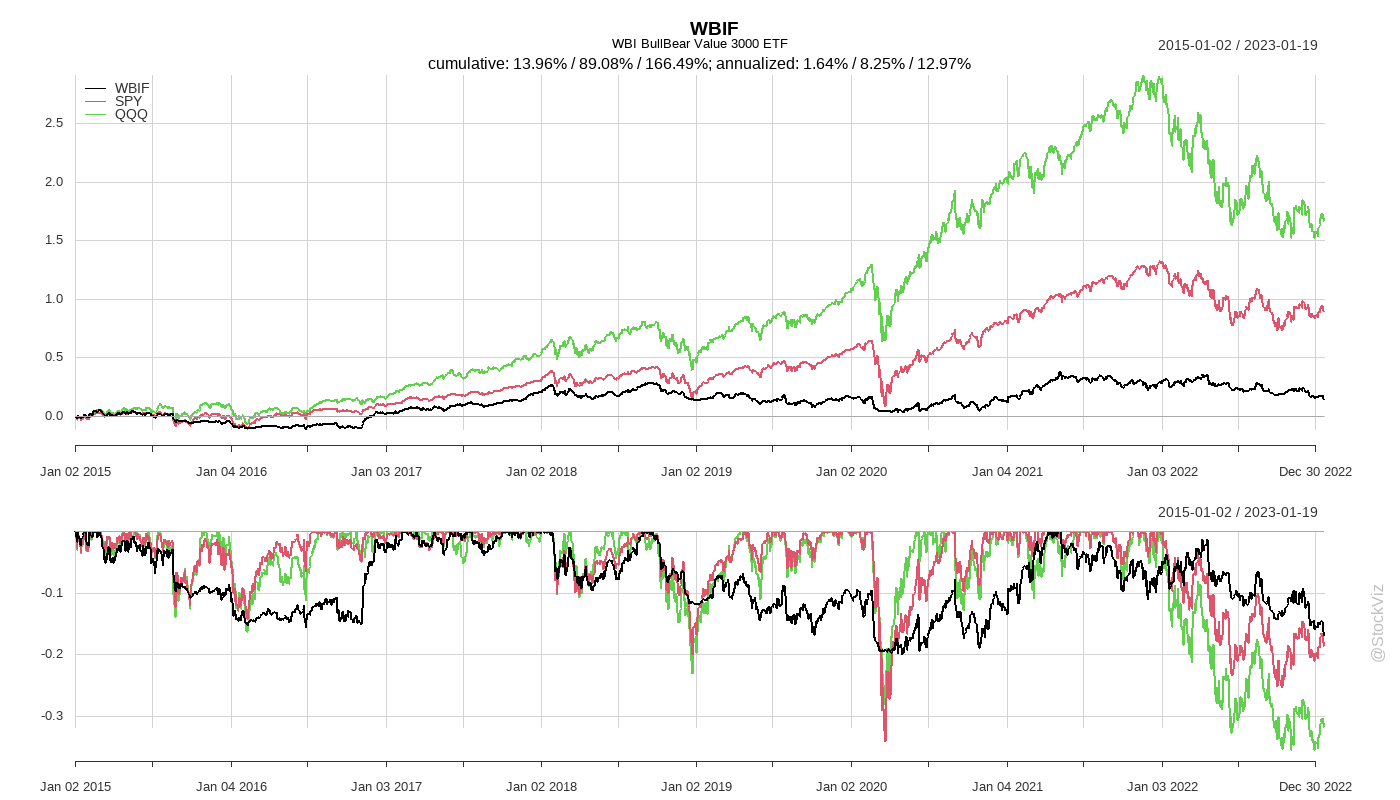 WBIF
WBI BullBear Value 3000 ETF
2015-01-02 / 2023-01-19
cumulative: 13.96% / 89.08% / 166.49%; annualized: 1.64% / 8.25% / 12.97%
WBIF
SPY
QQQ
2.5
2.0
1.5
1.0
0.5
0.0
Jan 02 2015 Jan 04 2016 Jan 03 2017 Jan 02 2018 Jan 02 2019 Jan 02 2020 Jan 04 2021 Jan 03 2022 Dec 30 2022
2015-01-02 / 2023-01-19
-0.1
-0.2
-0.3
Jan 02 2015 Jan 04 2016 Jan 03 2017 Jan 02 2018 Jan 02 2019 Jan 02 2020 Jan 04 2021 Jan 03 2022 Dec 30 2022
@StockViz